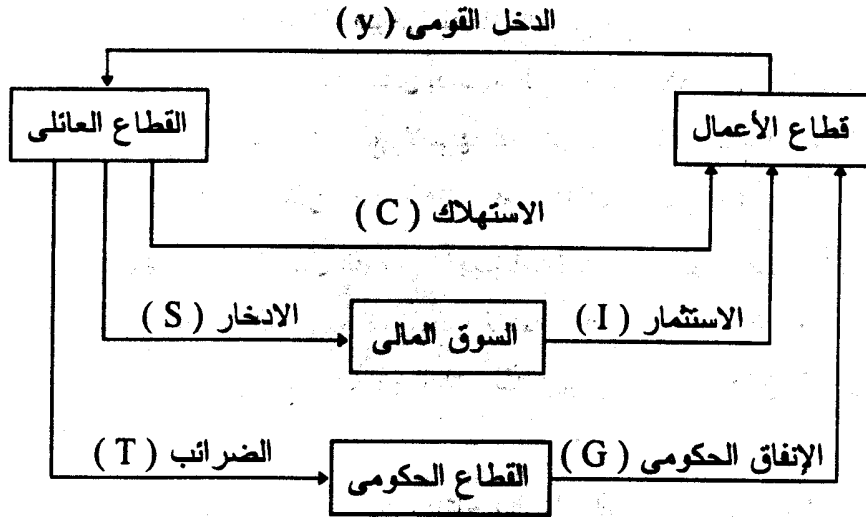 الدخل القومى ( y )
قطاع الأعمال
القطاع العائلى
الاستهلاك ( C )
الاستثمار ( I )
السوق المالى
الادخار ( S )
الإنفاق الحكومى ( G )
القطاع الحكومى
الضرائب ( T )